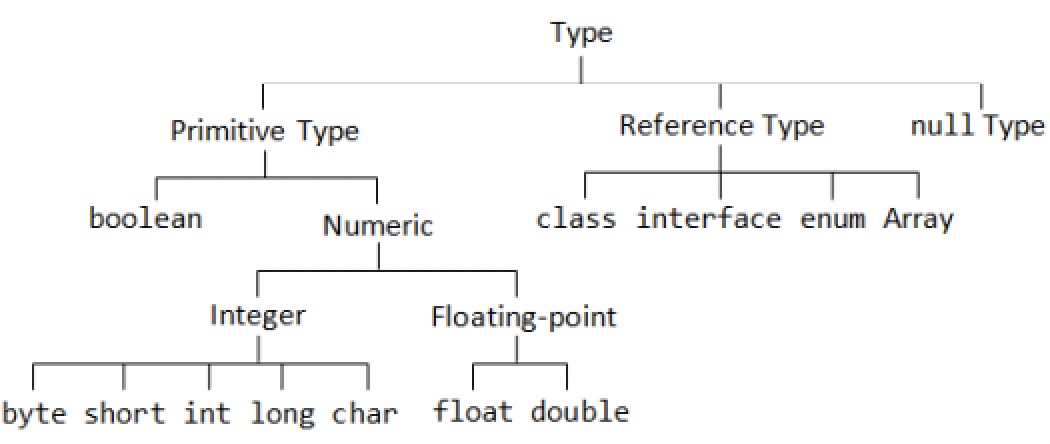 Type
Primitive Type Reference Type null Type
boolean Numeric class interface enum Array
Integer Floating-point
byte short int long char float double